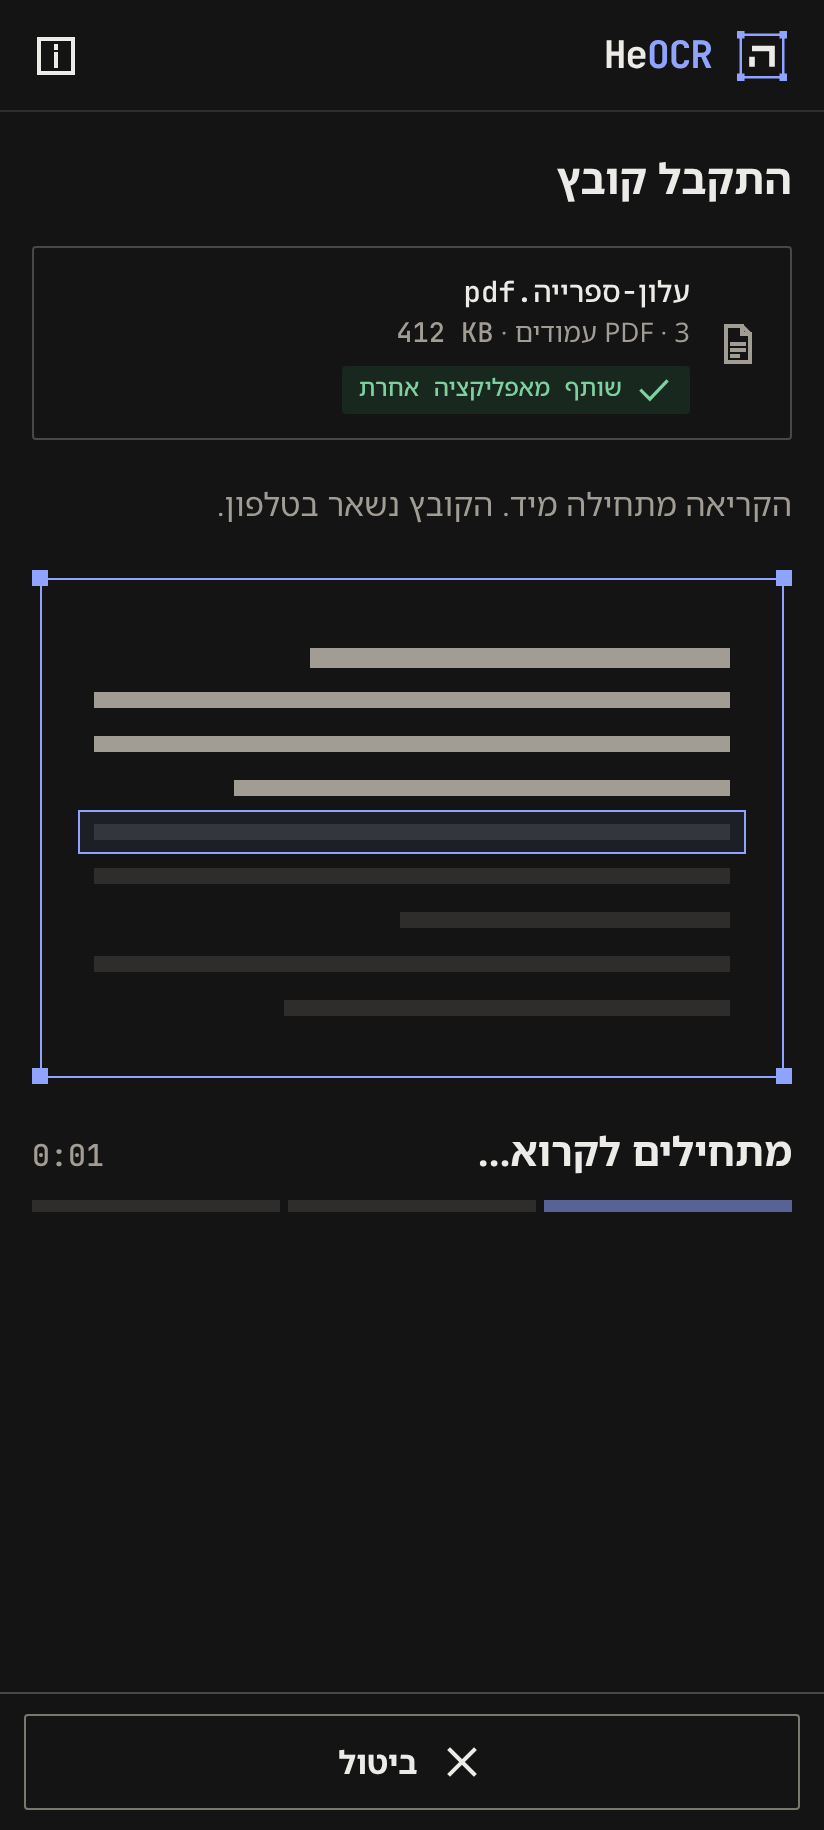 HeOCR ה
התקבל קובץ
עלון-ספרייה.pdf
3 · PDF עמודים · 412 KB
שותף מאפליקציה אחרת
הקריאה מתחילה מיד. הקובץ נשאר בטלפון.
מתחילים לקרוא...
0:01
ביטול